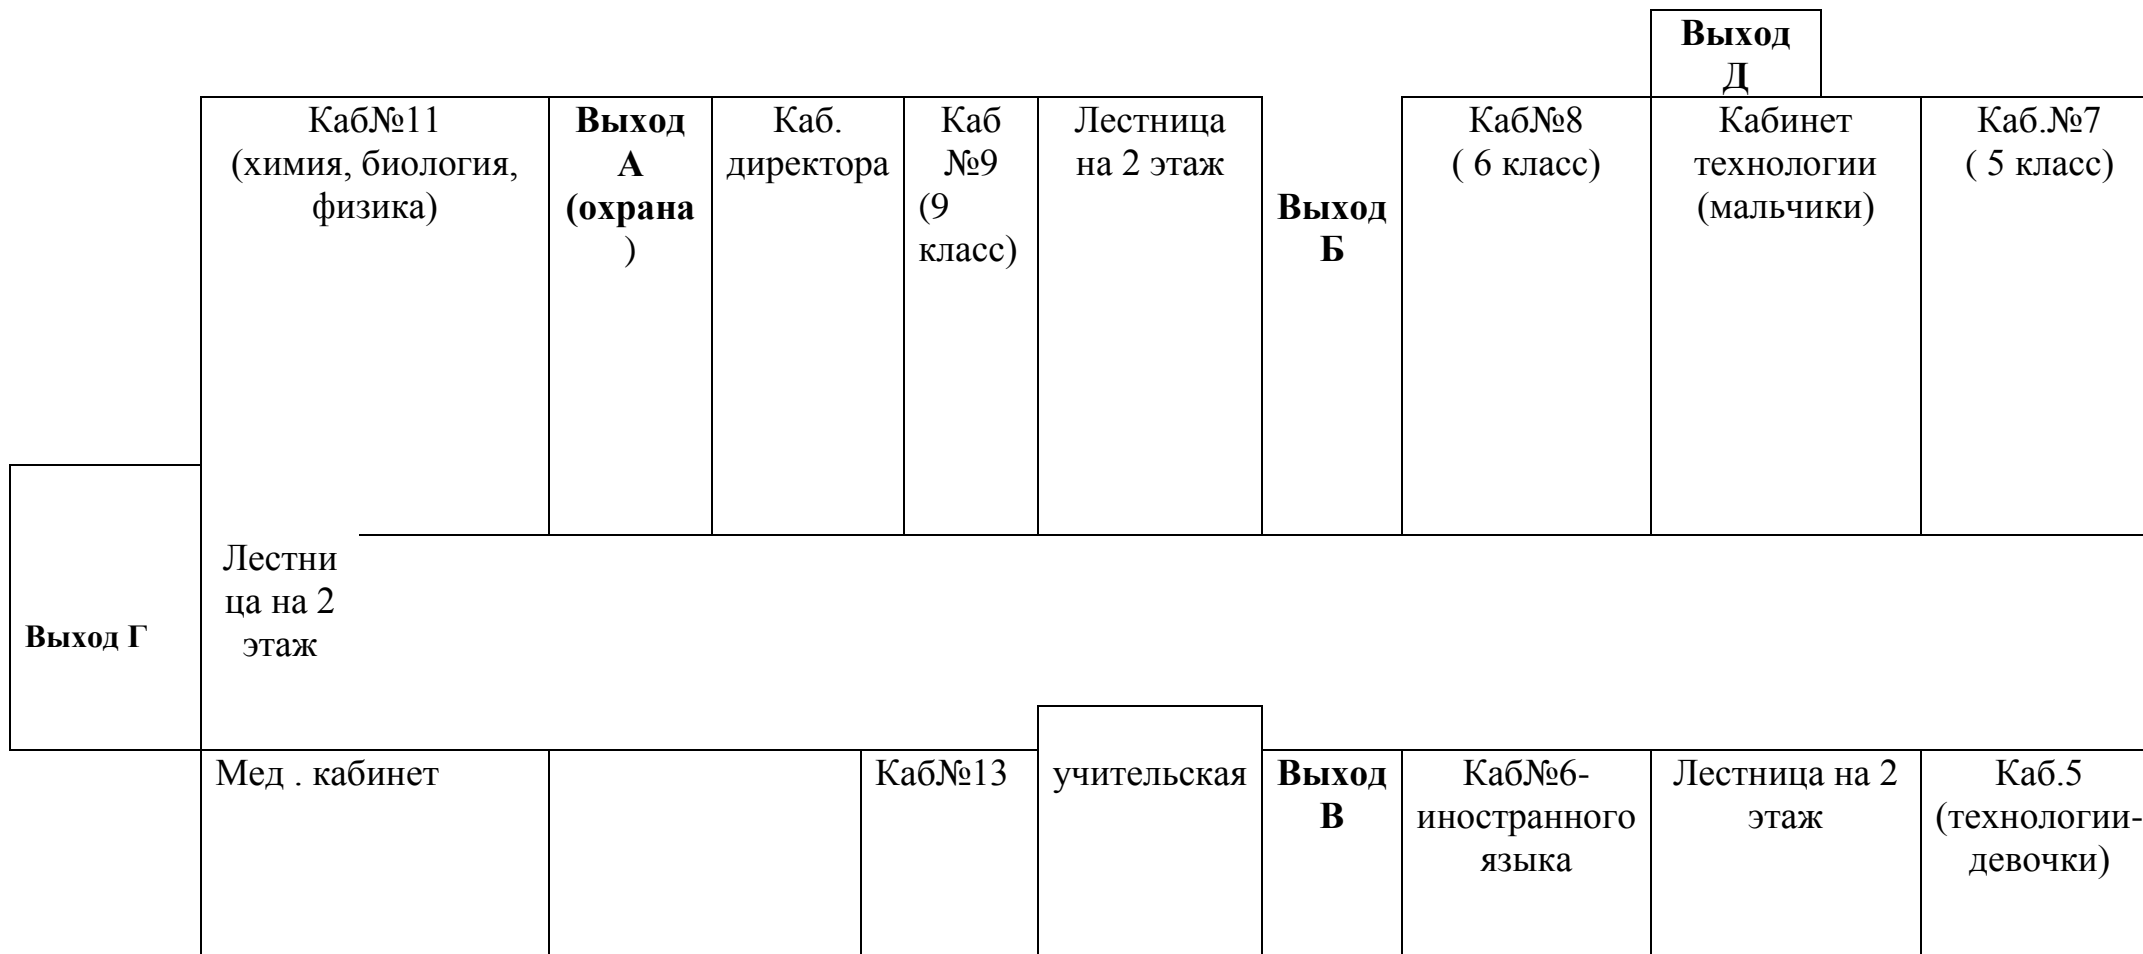 Выход
Д
Каб№11
(химия, биология,
физика)
Выход
А
(охрана
)
Каб.
директора
Каб
№9
(9
класс)
Лестница
на 2 этаж
Выход
Б
Каб№8
( 6 класс)
Кабинет
технологии
(мальчики)
Каб.№7
( 5 класс)
Выход Г
Лестни
ца на 2
этаж
Мед . кабинет
Каб№13
учительская
Выход
В
Каб№6-
иностранного
языка
Лестница на 2
этаж
Каб.5
(технологии-
девочки)